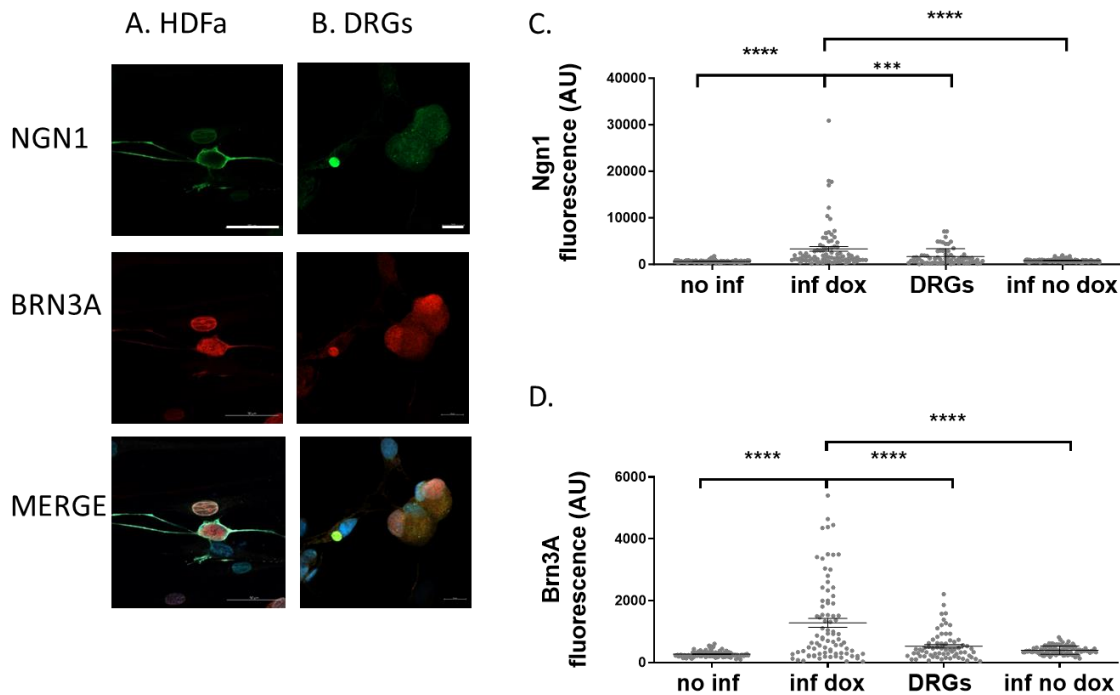 A. HDFa
B. DRGs
NGN1
BRN3A
MERGE
C.
****
****
***
Ngn1
fluorescence (AU)
40000
30000
20000
10000
0
no inf
inf dox
DRGs
inf no dox
D.
****
****
****
Brn3A
fluorescence (AU)
6000
4000
2000
0
no inf
inf dox
DRGs
inf no dox